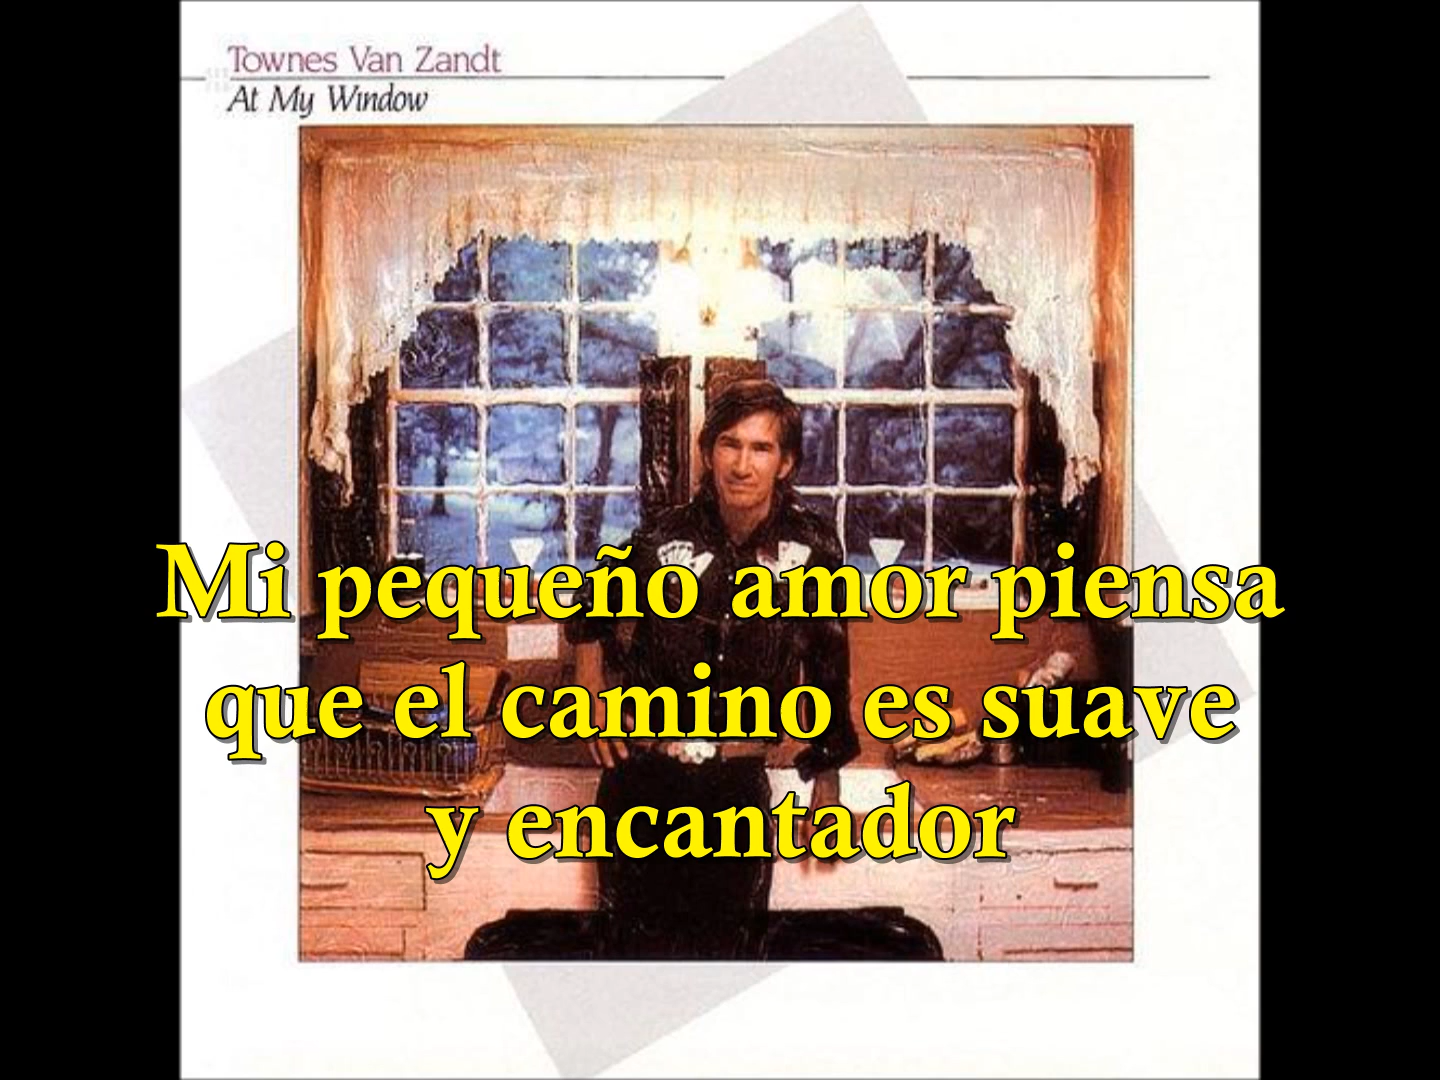 Townes Van Zandt
At My Window
Mi pequeño amor piensa
que el camino es suave
y encantador